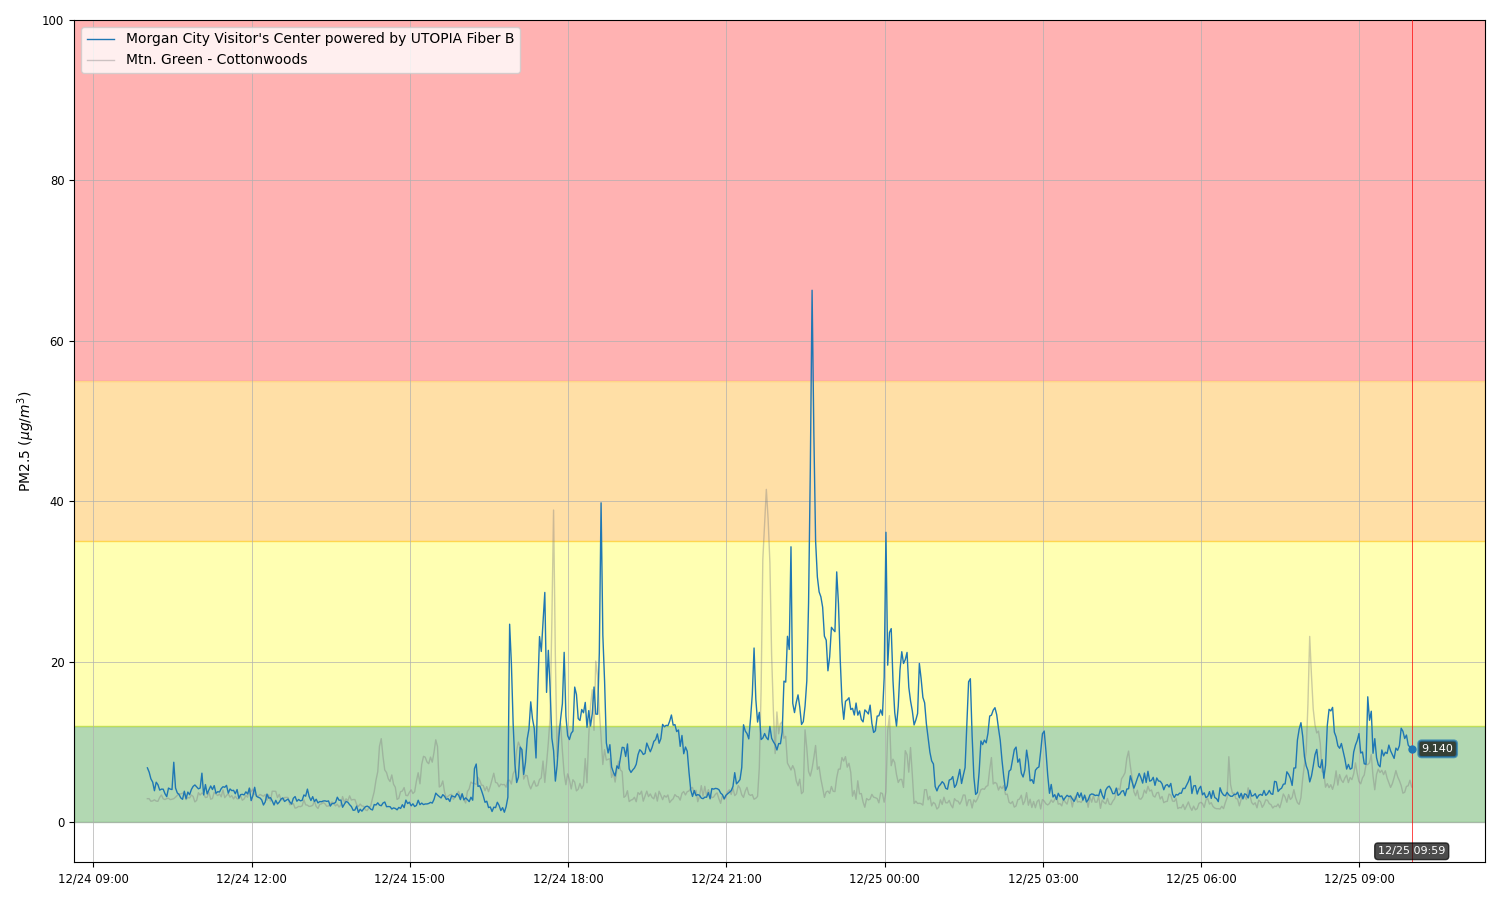 100
80
60
40
20
0
PM2.5 (μg/m³)
Morgan City Visitor's Center powered by UTOPIA Fiber B
Mtn. Green - Cottonwoods
9.140
12/25 09:59
12/24 09:00 12/24 12:00 12/24 15:00 12/24 18:00 12/24 21:00 12/25 00:00 12/25 03:00 12/25 06:00 12/25 09:00